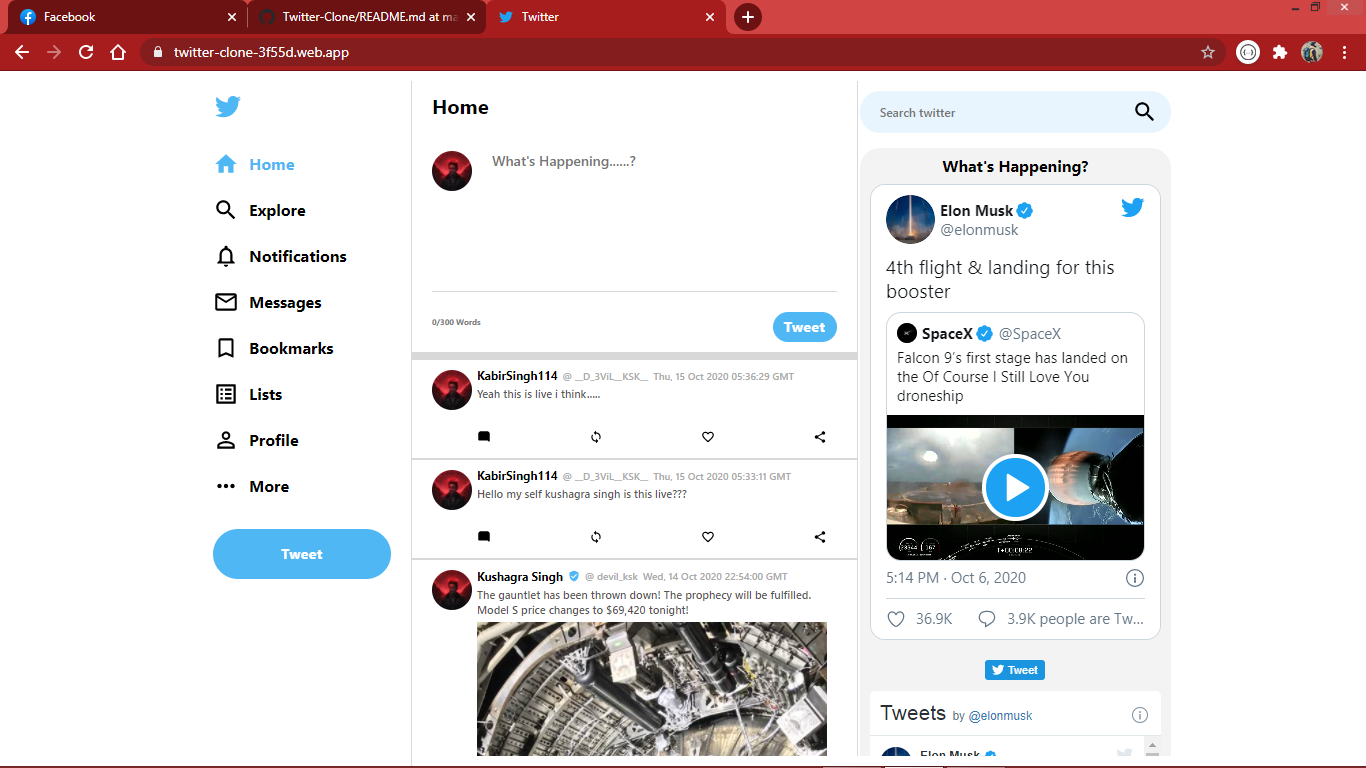 Facebook
Twitter-Clone/README.md at ma
Twitter
twitter-clone-3f55d.web.app
Home
Explore
Notifications
Messages
Bookmarks
Lists
Profile
More
Tweet
Home
What's Happening......?
0/300 Words
Tweet
KabirSingh114 @ __D_3ViL__KSK__ Thu, 15 Oct 2020 05:36:29 GMT
Yeah this is live i think.....
KabirSingh114 @ __D_3ViL__KSK__ Thu, 15 Oct 2020 05:33:11 GMT
Hello my self kushagra singh is this live???
Kushagra Singh @ devil_ksk Wed, 14 Oct 2020 22:54:00 GMT
The gauntlet has been thrown down! The prophecy will be fulfilled.
Model S price changes to $69,420 tonight!
Search twitter
What's Happening?
Elon Musk
@elonmusk
4th flight & landing for this
booster
SpaceX @SpaceX
Falcon 9's first stage has landed on
the Of Course I Still Love You
droneship
T+00:08:22
5:14 PM · Oct 6, 2020
36.9K 3.9K people are Tw...
Tweet
Tweets by @elonmusk
Elon Musk